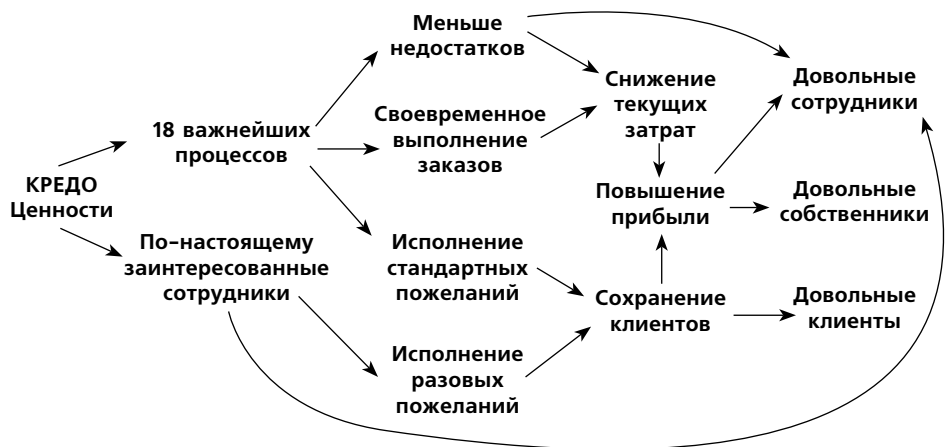 КРЕДО
Ценности
18 важнейших
процессов
По-настоящему
заинтересованные
сотрудники
Меньше
недостатков
Своевременное
выполнение
заказов
Исполнение
стандартных
пожеланий
Исполнение
разовых
пожеланий
Снижение
текущих
затрат
Повышение
прибыли
Сохранение
клиентов
Довольные
сотрудники
Довольные
собственники
Довольные
клиенты